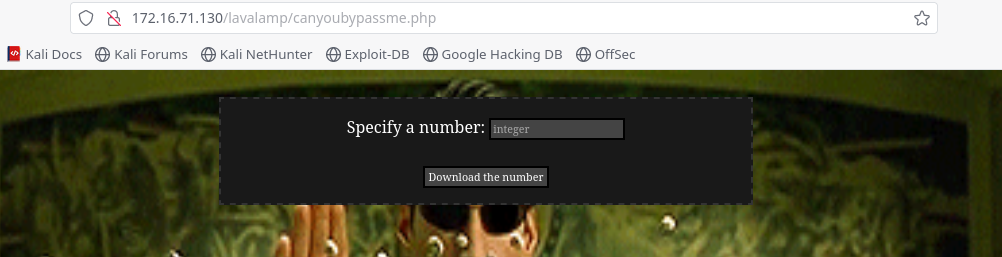 172.16.71.130/lavalamp/canyoubypassme.php
Kali Docs Kali Forums Kali NetHunter Exploit-DB Google Hacking DB OffSec
Specify a number: integer
Download the number